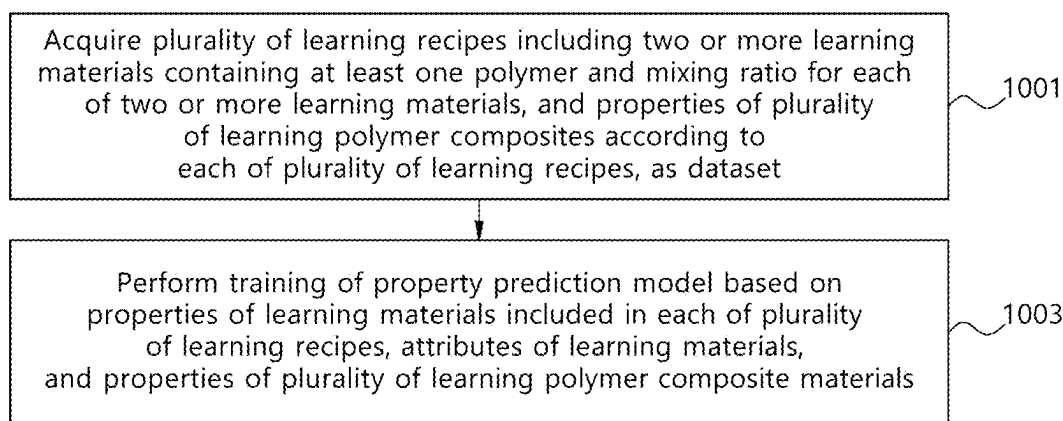 Acquire plurality of learning recipes including two or more learning
materials containing at least one polymer and mixing ratio for each
of two or more learning materials, and properties of plurality
of learning polymer composites according to
each of plurality of learning recipes, as dataset
1001
Perform training of property prediction model based on
properties of learning materials included in each of plurality
of learning recipes, attributes of learning materials,
and properties of plurality of learning polymer composite materials
1003